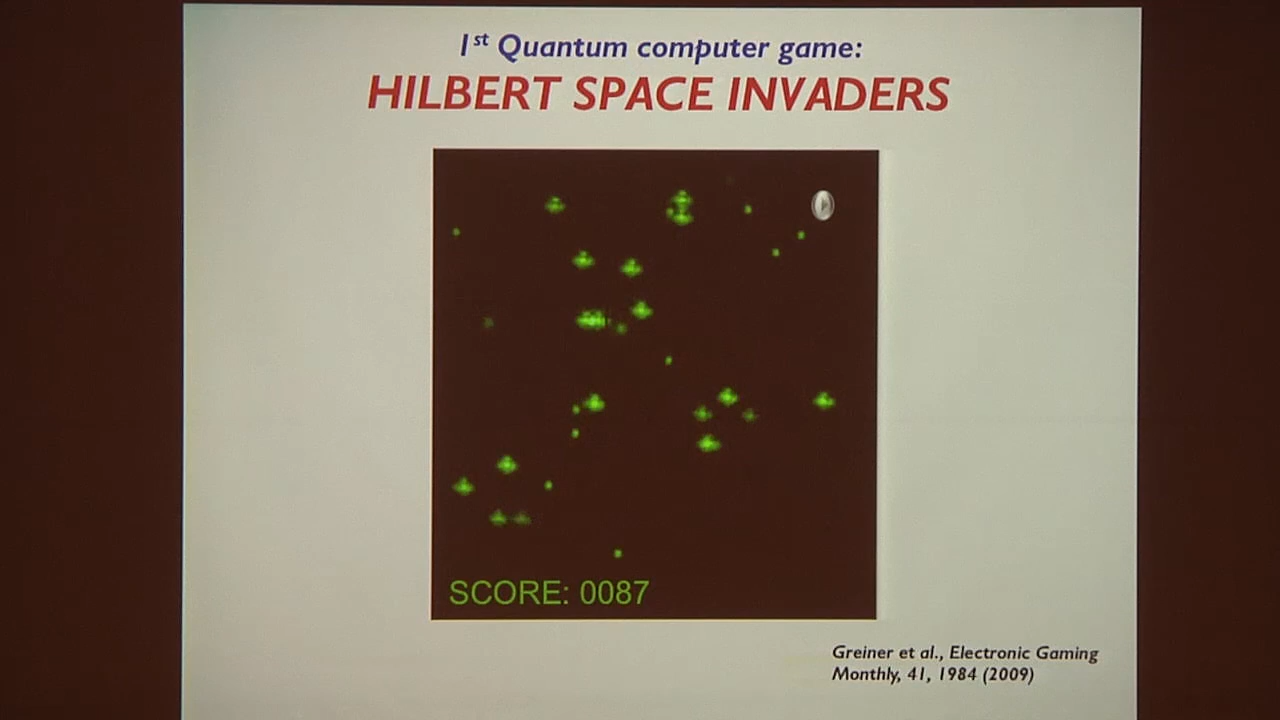 1st Quantum computer game:
HILBERT SPACE INVADERS
SCORE: 0087
Greiner et al., Electronic Gaming
Monthly, 41, 1984 (2009)